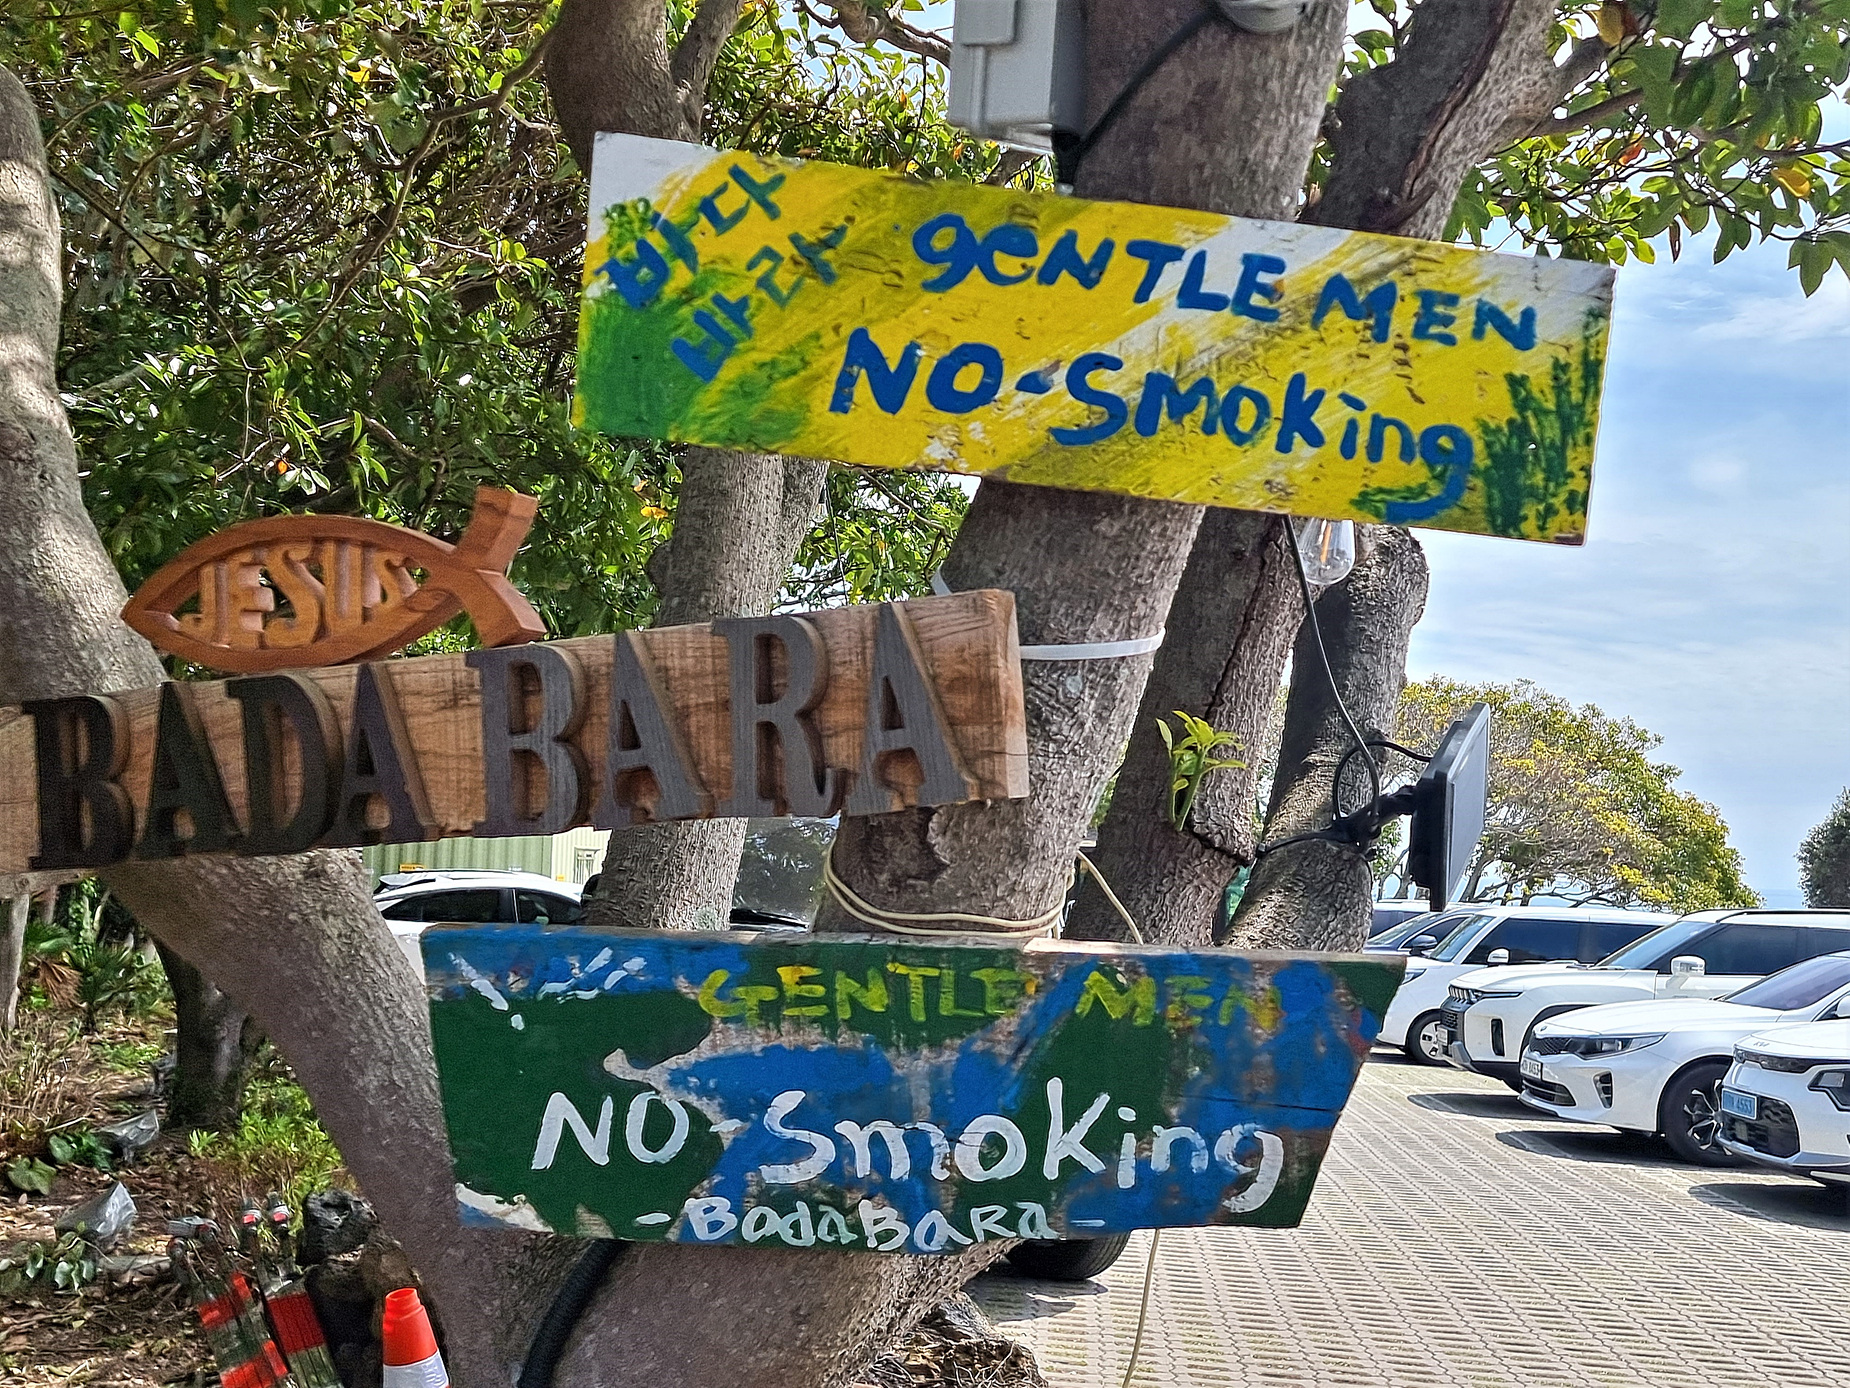 바다
바라
gENTLE MEN
NO-Smoking
JESUS
BADA BARA
GENTLE MEN
NO-Smoking
-BadaBaRa-